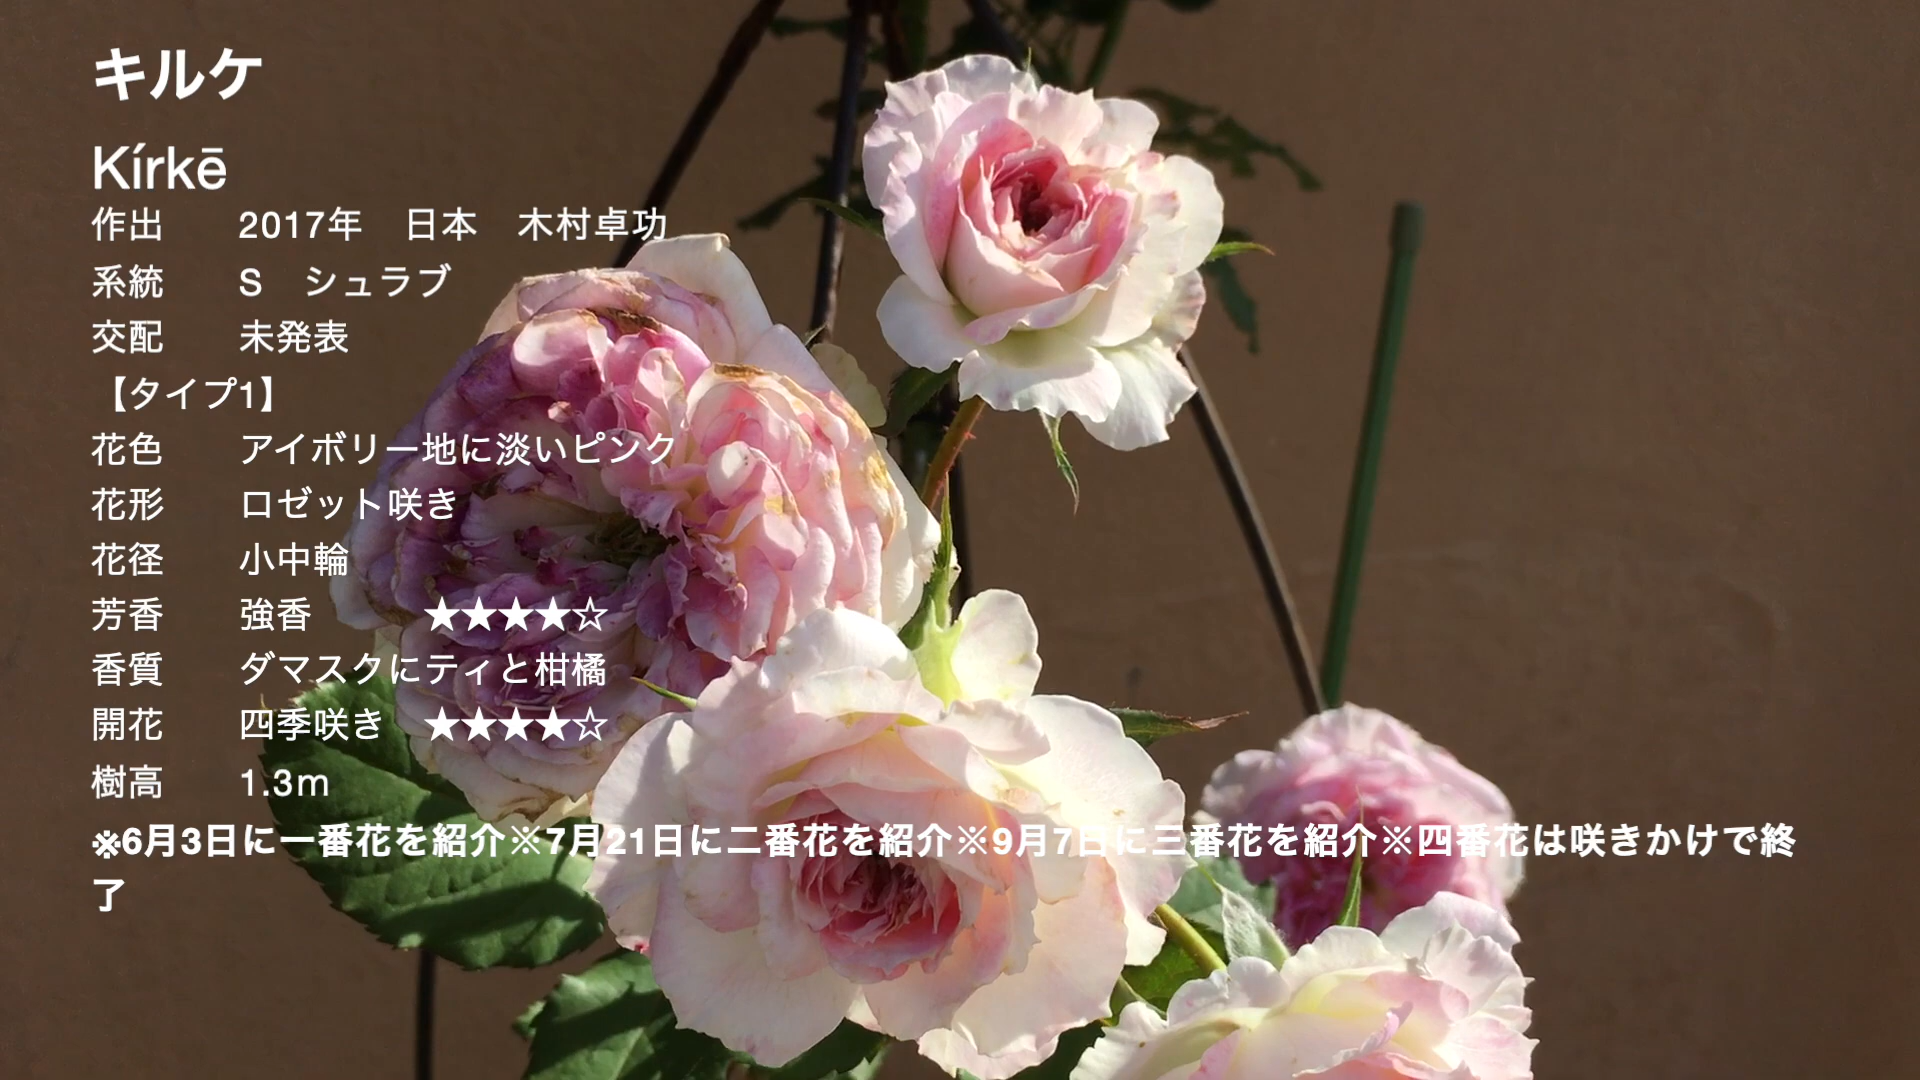 キルケ
Kírkē
作出　　2017年　日本　木村卓功
系統　　S　シュラブ
交配　　未発表
【タイプ1】
花色　　アイボリー地に淡いピンク
花形　　ロゼット咲き
花径　　小中輪
芳香　　強香　　　★★★★☆
香質　　ダマスクにティと柑橘
開花　　四季咲き　★★★★☆
樹高　　1.3m
※6月3日に一番花を紹介※7月21日に二番花を紹介※9月7日に三番花を紹介※四番花は咲きかけで終
了